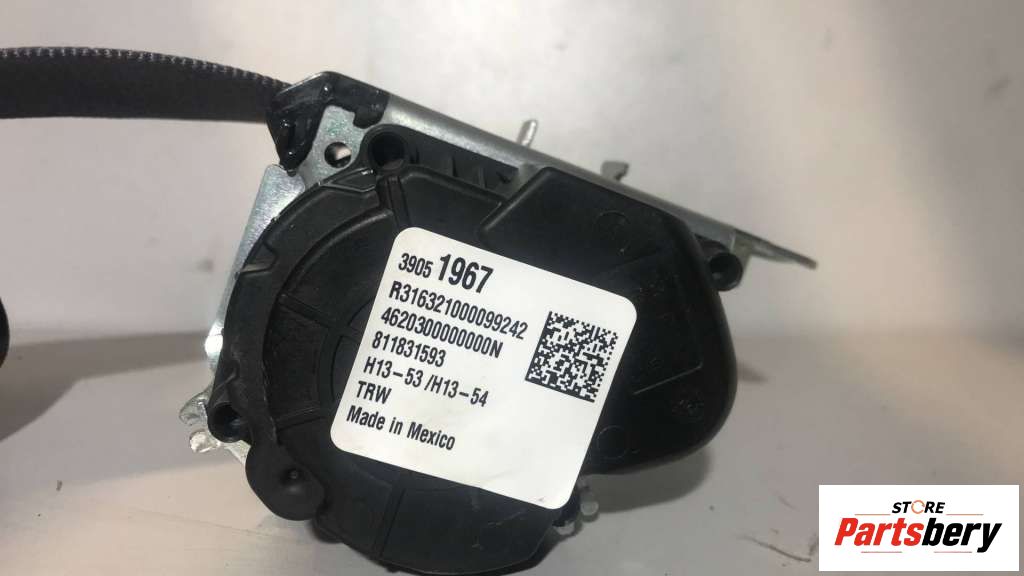 3905 1967
R316321000099242
4620300000000N
811831593
H13-53 /H13-54
TRW
Made in Mexico
STORE
Partsbery